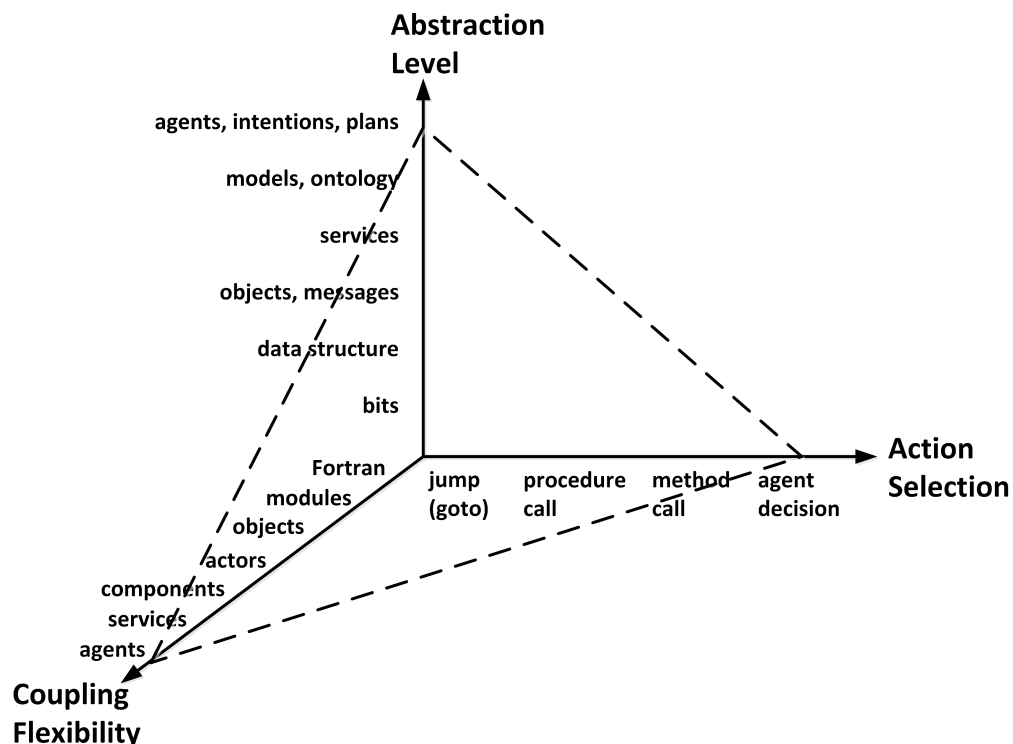 Abstraction
Level
agents, intentions, plans
models, ontology
services
objects, messages
data structure
bits
Fortran
modules
objects
actors
components
services
agents
Coupling
Flexibility
jump
(goto)
procedure
call
method
call
agent
decision
Action
Selection